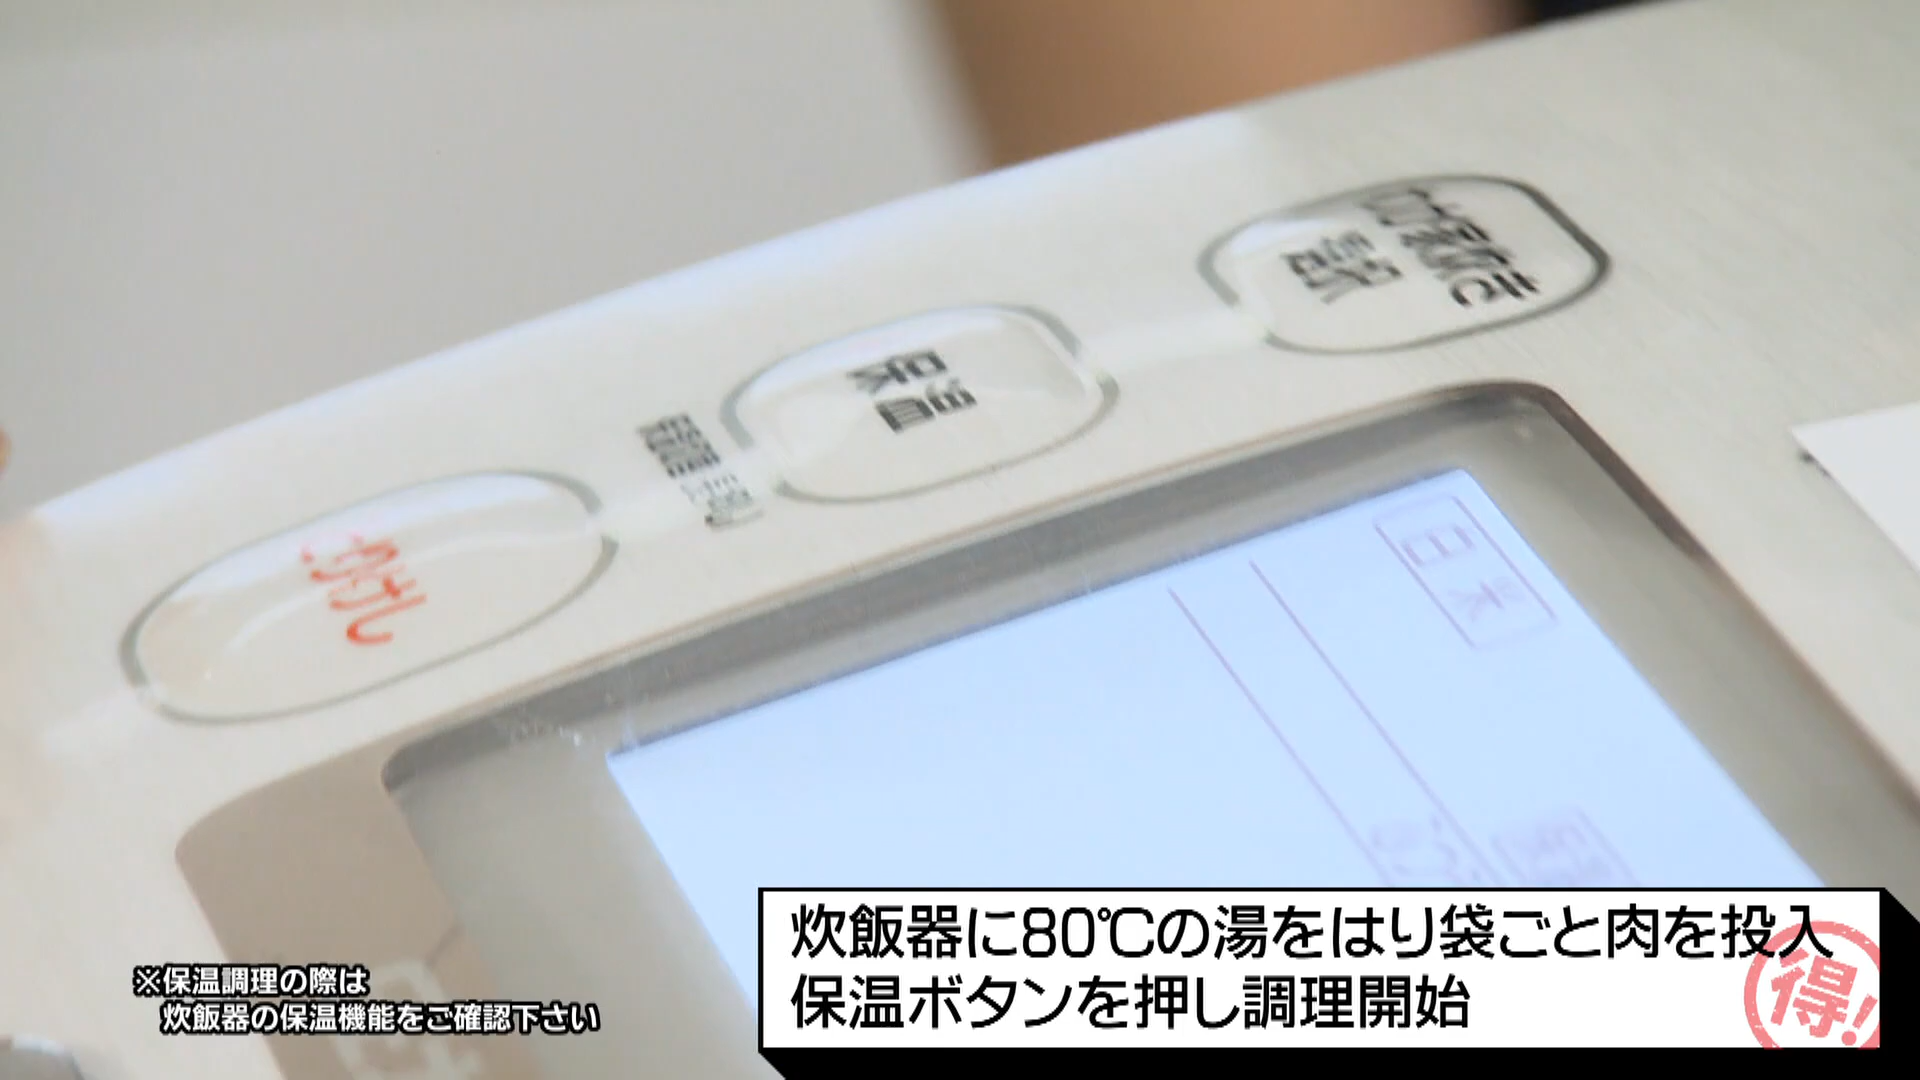 とりけし
保温
白米
炊飯器に80℃の湯をはり袋ごと肉を投入
保温ボタンを押し調理開始
得!
※保温調理の際は
炊飯器の保温機能をご確認下さい